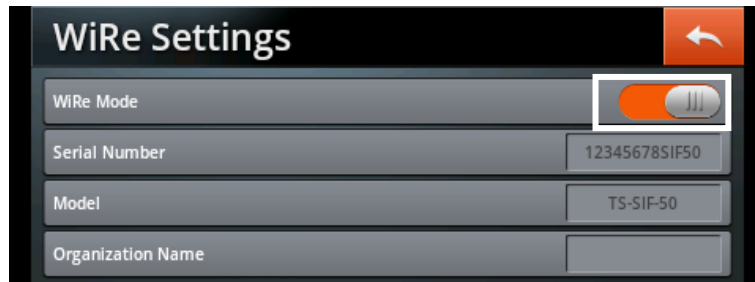 WiRe Settings
WiRe Mode
Serial Number 12345678SIF50
Model TS-SIF-50
Organization Name